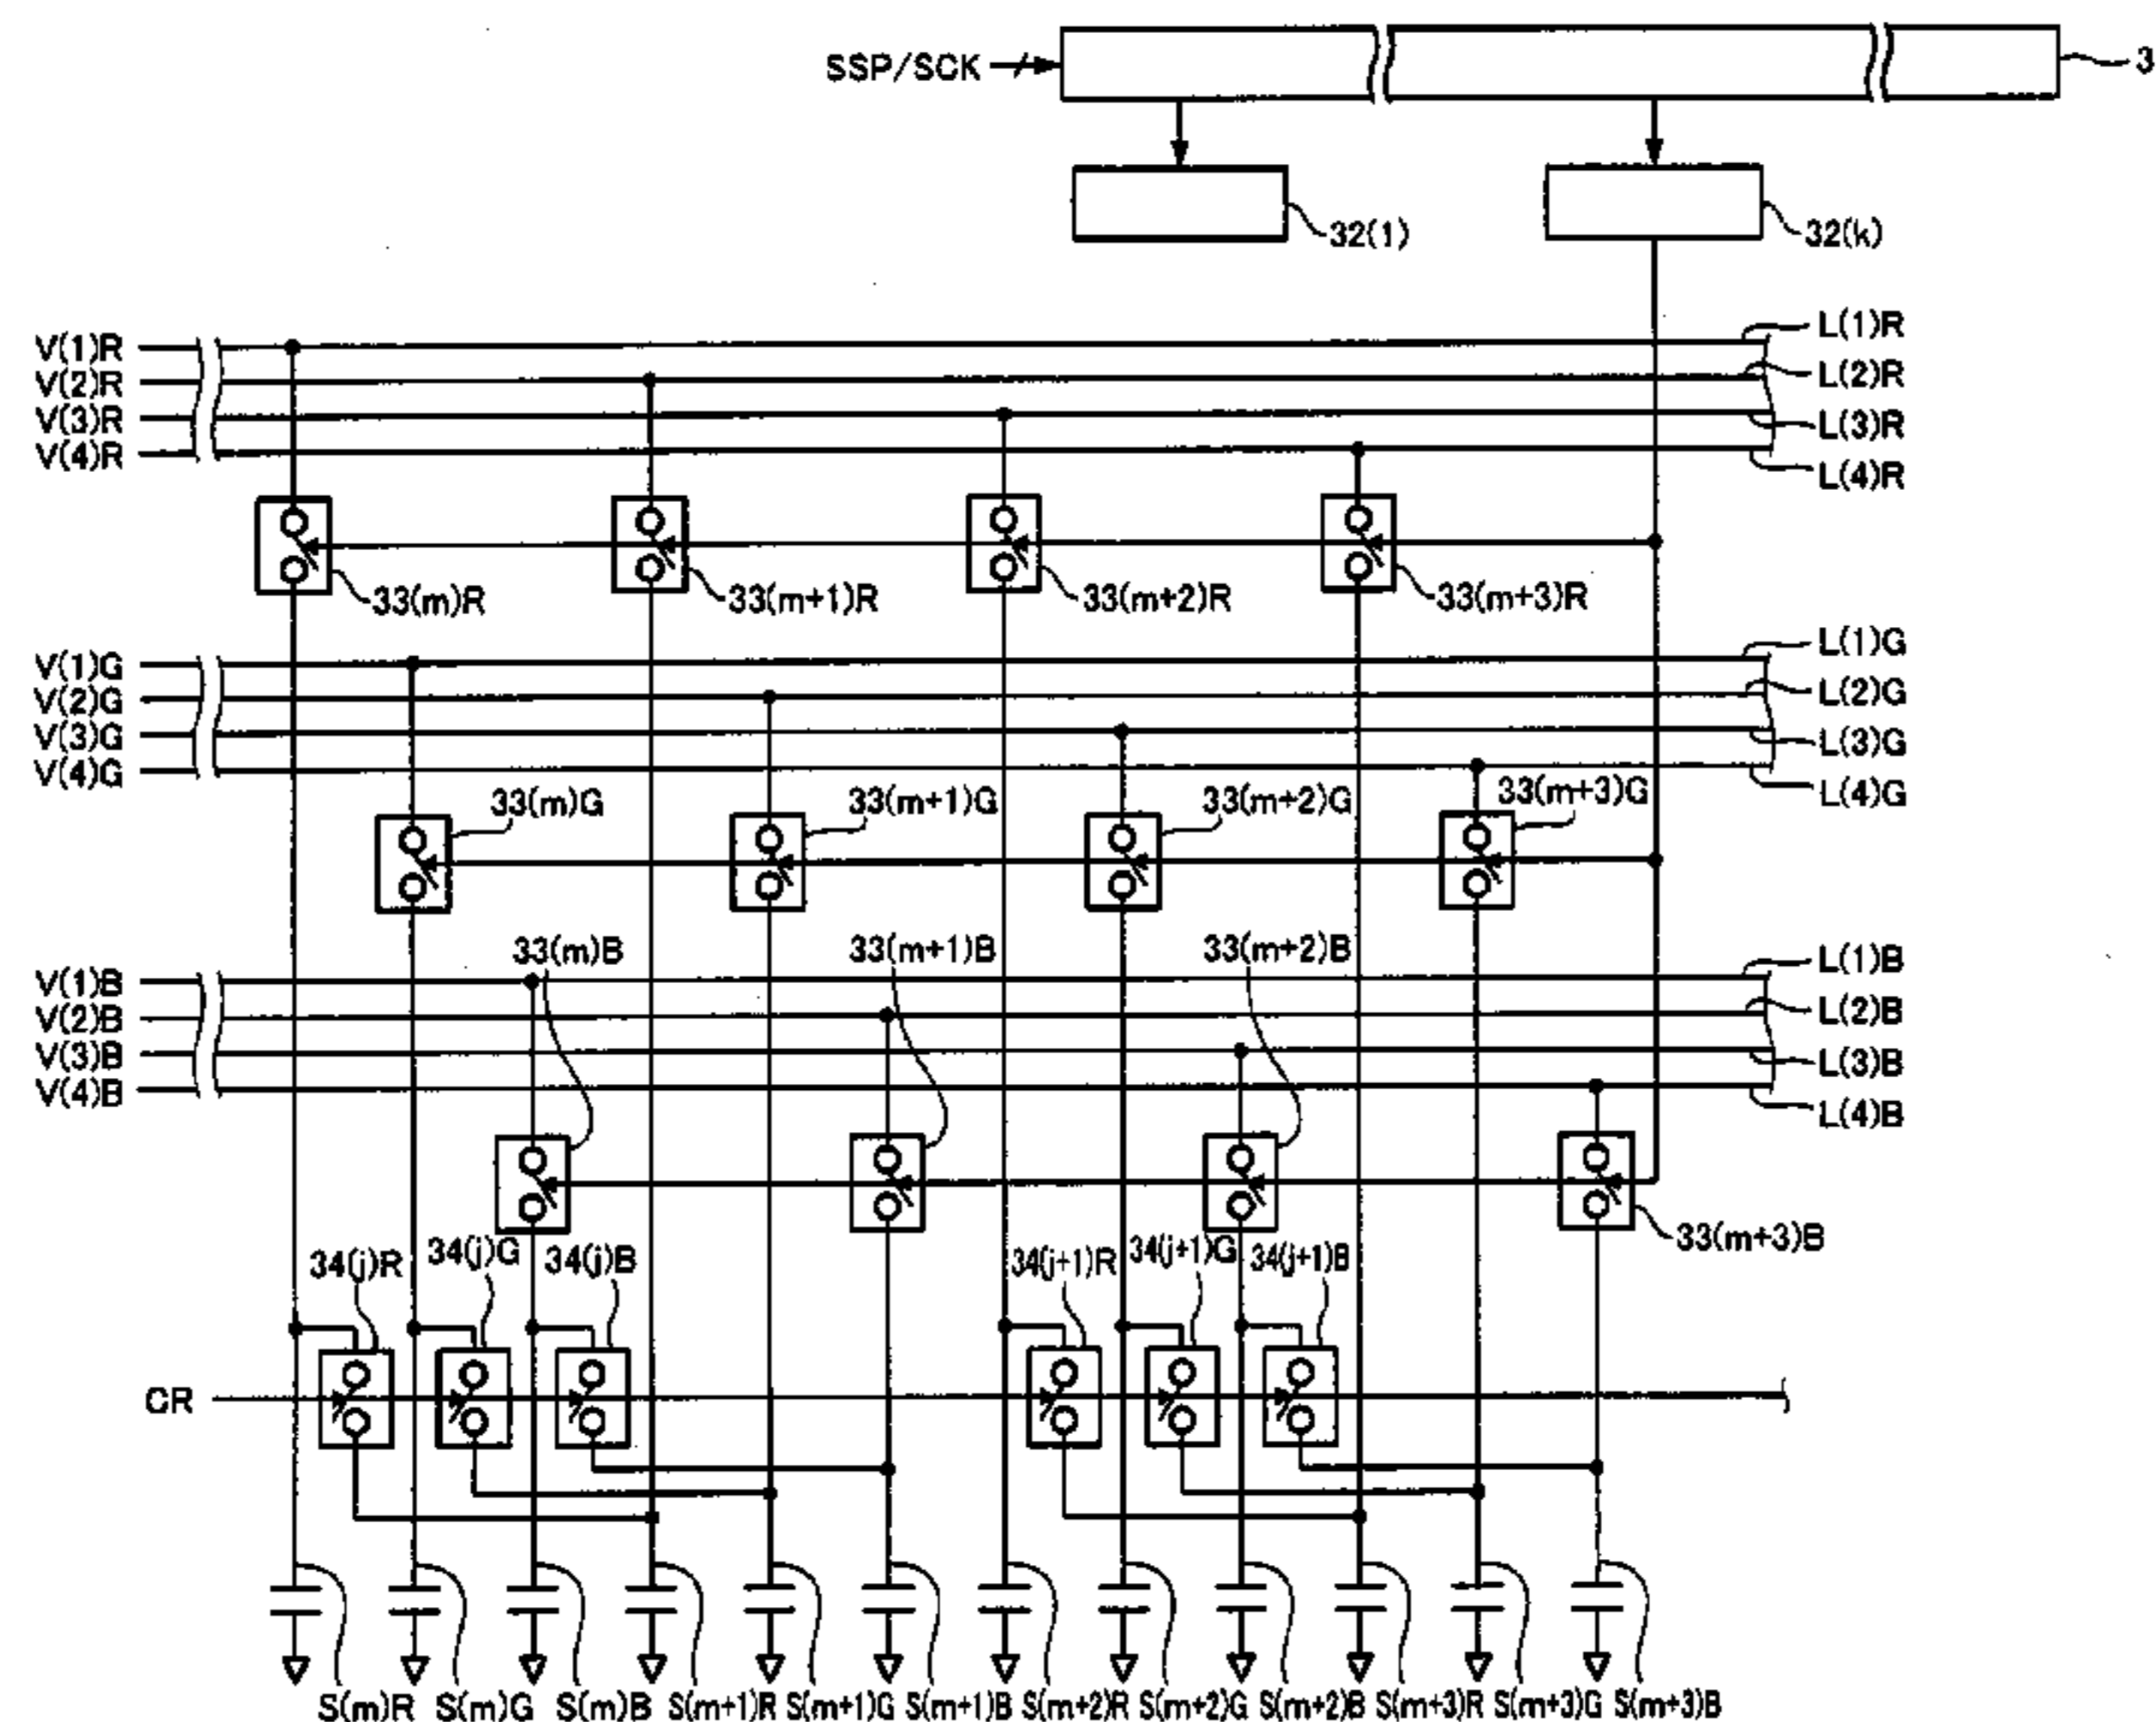 SSP/SCK
3
32(1)
32(k)
V(1)R
L(1)R
V(2)R
L(2)R
V(3)R
L(3)R
V(4)R
L(4)R
33(m)R
33(m+1)R
33(m+2)R
33(m+3)R
V(1)G
L(1)G
V(2)G
L(2)G
V(3)G
L(3)G
V(4)G
L(4)G
33(m)G
33(m+1)G
33(m+2)G
33(m+3)G
33(m)B
33(m+1)B
33(m+2)B
V(1)B
L(1)B
V(2)B
L(2)B
V(3)B
L(3)B
V(4)B
L(4)B
33(m+3)B
34(j)R
34(j)G
34(j)B
34(j+1)R
34(j+1)G
34(j+1)B
CR
S(m)R S(m)G S(m)B S(m+1)R S(m+1)G S(m+1)B S(m+2)R S(m+2)G S(m+2)B S(m+3)R S(m+3)G S(m+3)B